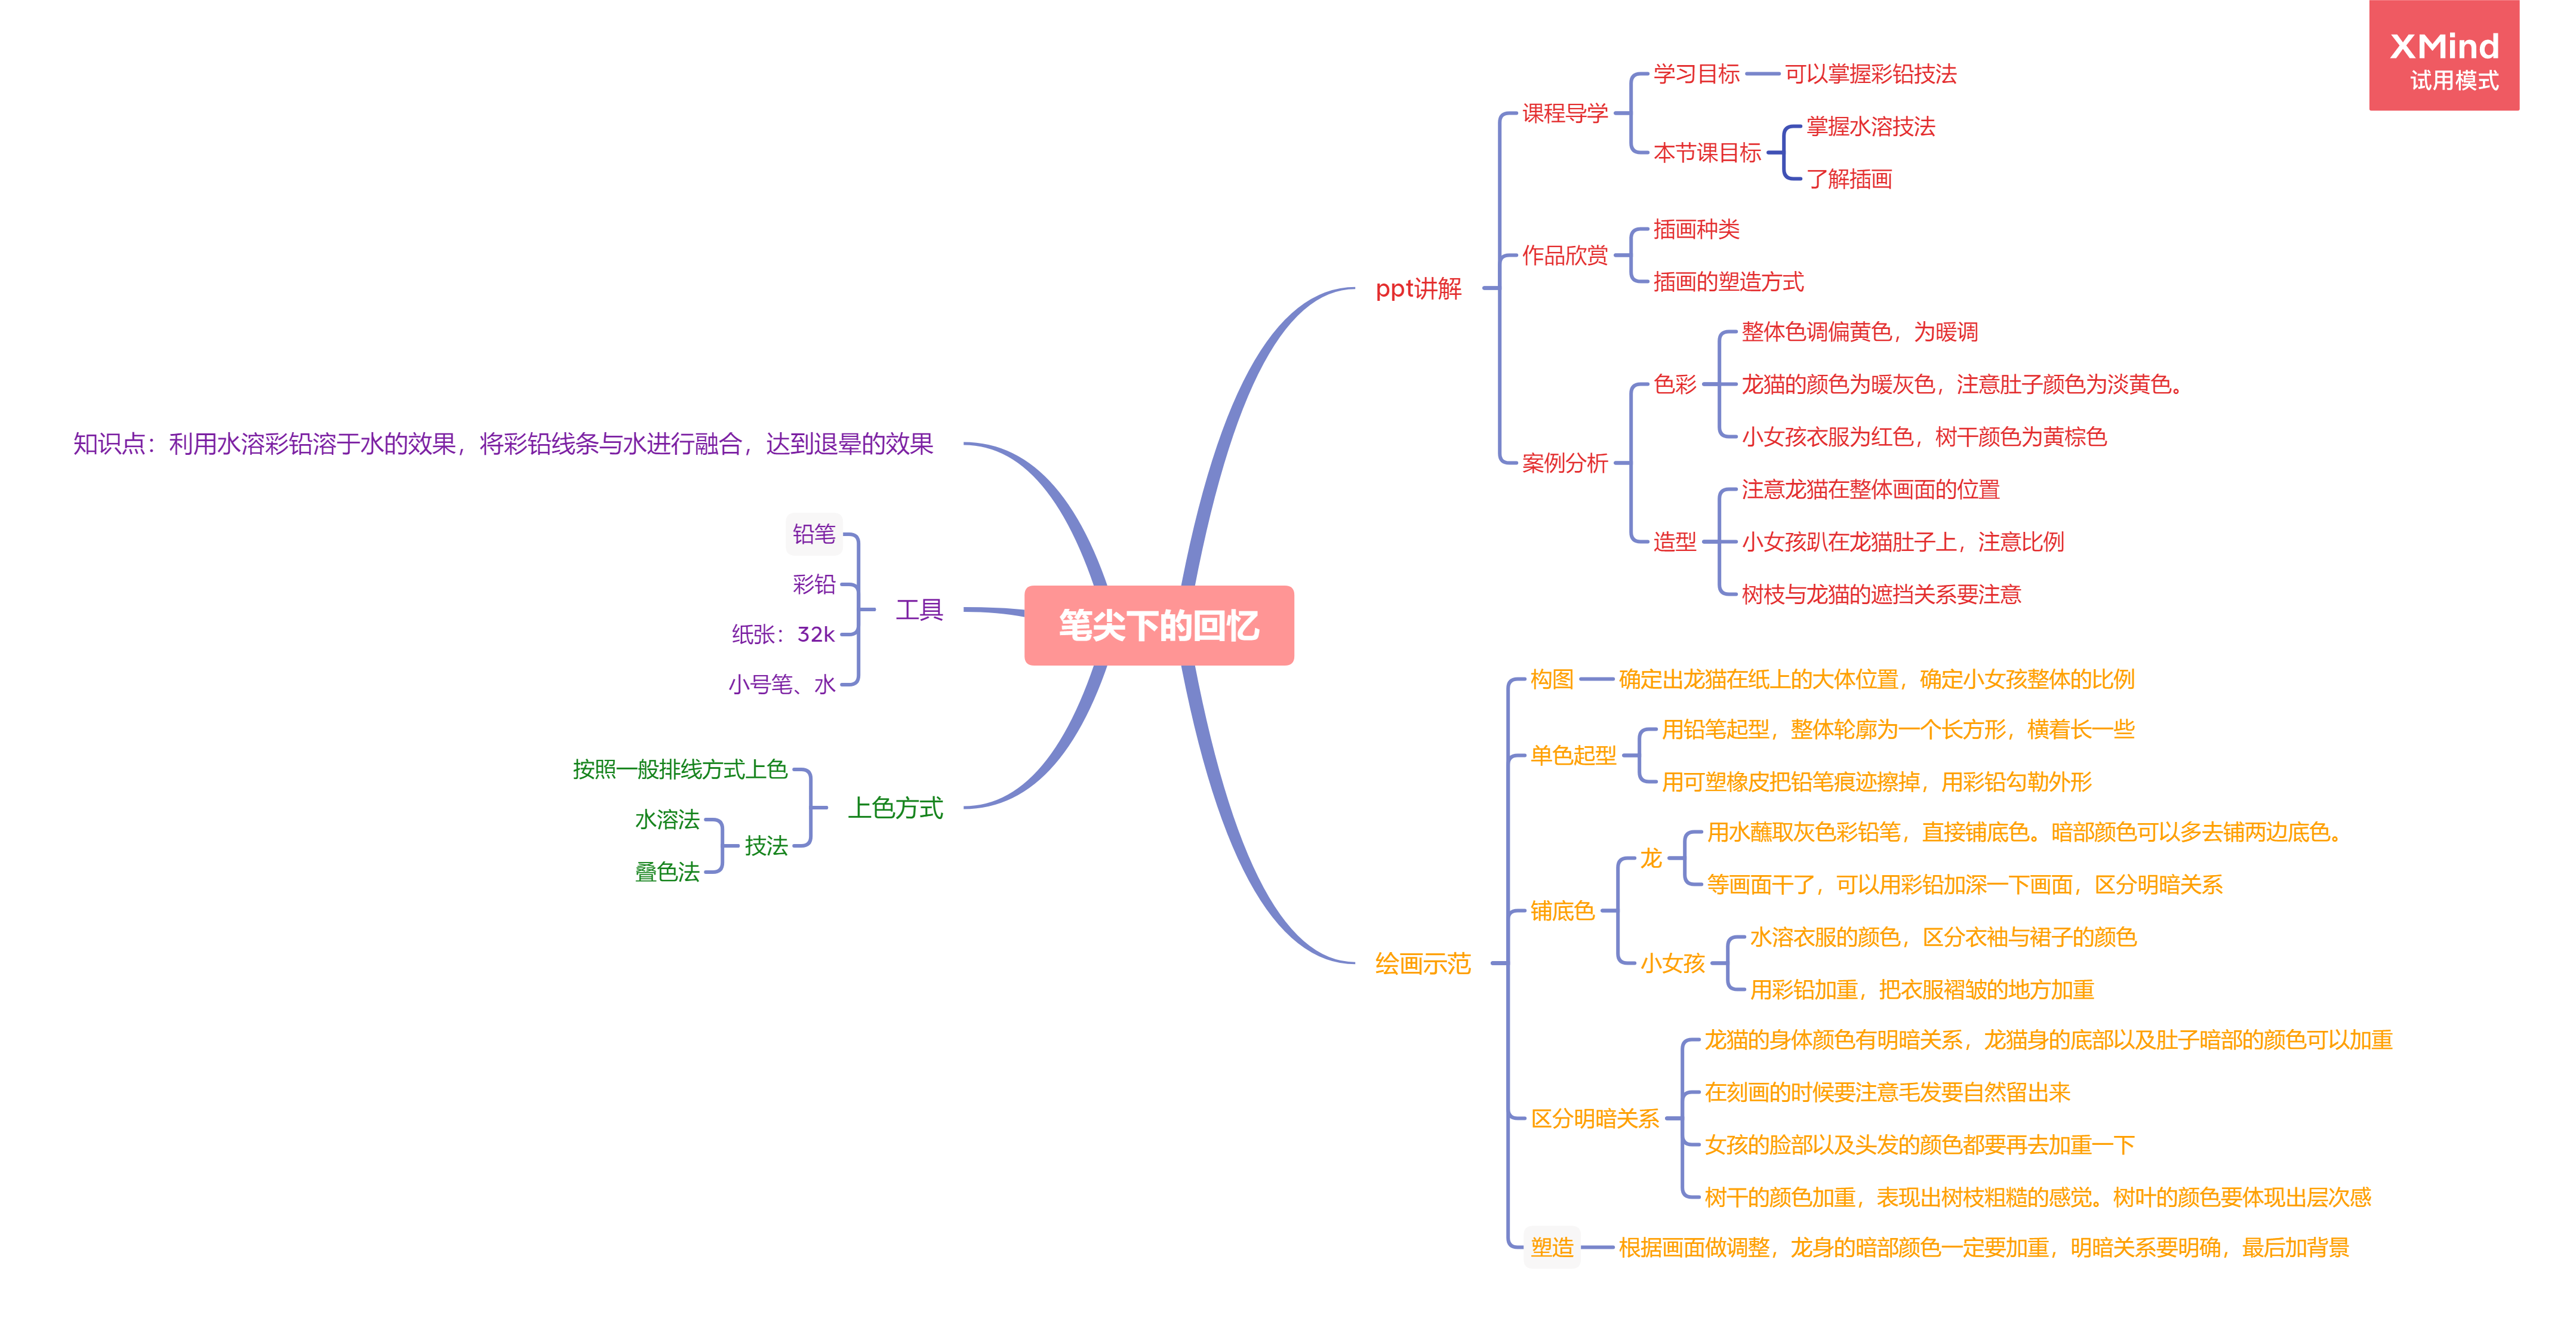 XMind
试用模式
笔尖下的回忆
ppt讲解
课程导学
学习目标
可以掌握彩铅技法
本节课目标
掌握水溶技法
了解插画
作品欣赏
插画种类
插画的塑造方式
案例分析
色彩
整体色调偏黄色，为暖调
龙猫的颜色为暖灰色，注意肚子颜色为淡黄色。
小女孩衣服为红色，树干颜色为黄棕色
造型
注意龙猫在整体画面的位置
小女孩趴在龙猫肚子上，注意比例
树枝与龙猫的遮挡关系要注意
绘画示范
构图
确定出龙猫在纸上的大体位置，确定小女孩整体的比例
单色起型
用铅笔起型，整体轮廓为一个长方形，横着长一些
用可塑橡皮把铅笔痕迹擦掉，用彩铅勾勒外形
铺底色
龙
用水蘸取灰色彩铅笔，直接铺底色。暗部颜色可以多去铺两边底色。
等画面干了，可以用彩铅加深一下画面，区分明暗关系
小女孩
水溶衣服的颜色，区分衣袖与裙子的颜色
用彩铅加重，把衣服褶皱的地方加重
区分明暗关系
龙猫的身体颜色有明暗关系，龙猫身的底部以及肚子暗部的颜色可以加重
在刻画的时候要注意毛发要自然留出来
女孩的脸部以及头发的颜色都要再去加重一下
树干的颜色加重，表现出树枝粗糙的感觉。树叶的颜色要体现出层次感
塑造
根据画面做调整，龙身的暗部颜色一定要加重，明暗关系要明确，最后加背景
知识点：利用水溶彩铅溶于水的效果，将彩铅线条与水进行融合，达到退晕的效果
工具
铅笔
彩铅
纸张：32k
小号笔、水
上色方式
按照一般排线方式上色
技法
水溶法
叠色法